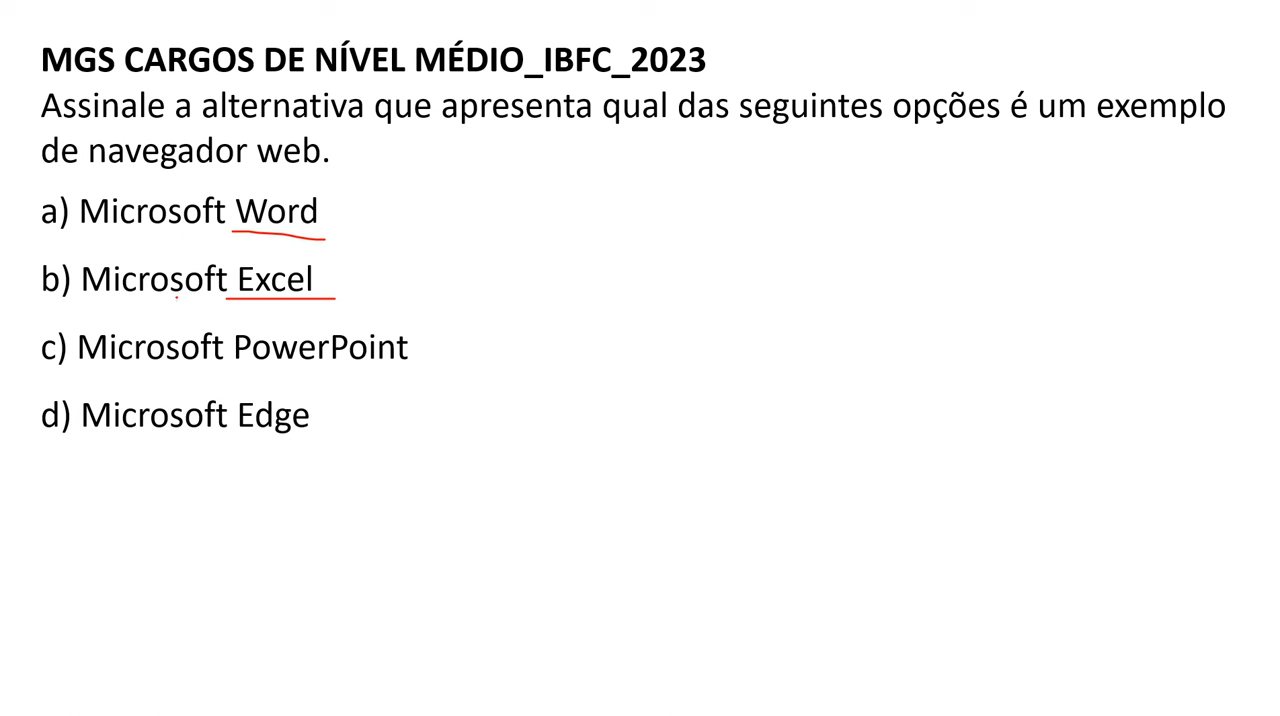 MGS CARGOS DE NÍVEL MÉDIO_IBFC_2023
Assinale a alternativa que apresenta qual das seguintes opções é um exemplo
de navegador web.
a) Microsoft Word
b) Microsoft Excel
c) Microsoft PowerPoint
d) Microsoft Edge